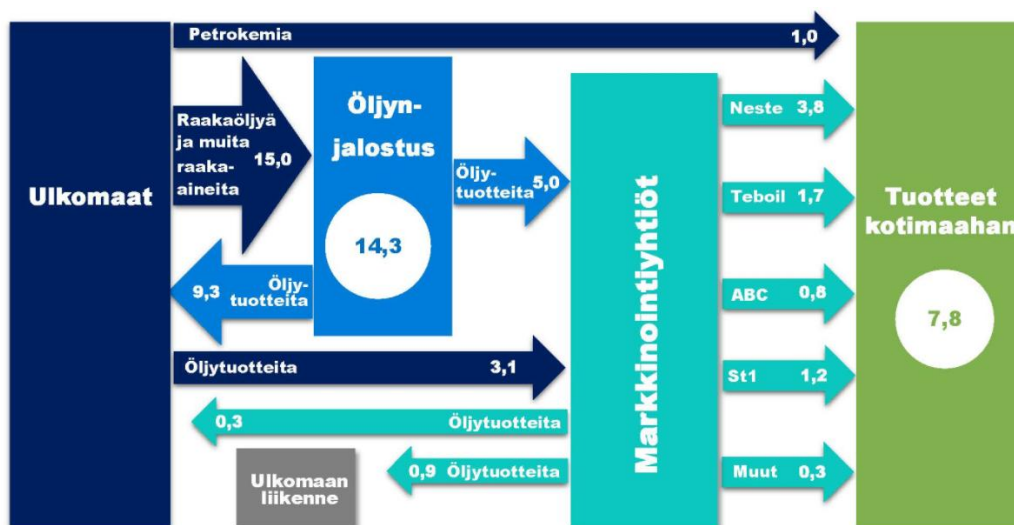 Petrokemia 1,0
Ulkomaat
Raakaöljyä
ja muita
raaka-
aineita
15,0
Öljyn-
jalostus
14,3
Öljy-
tuotteita
5,0
9,3
Öljy-
tuotteita
Öljytuotteita 3,1
0,3 Öljytuotteita
0,9 Öljytuotteita
Ulkomaan
liikenne
Markkinointiyhtiöt
Neste 3,8
Teboil 1,7
ABC 0,8
St1 1,2
Muut 0,3
Tuotteet
kotimaahan
7,8